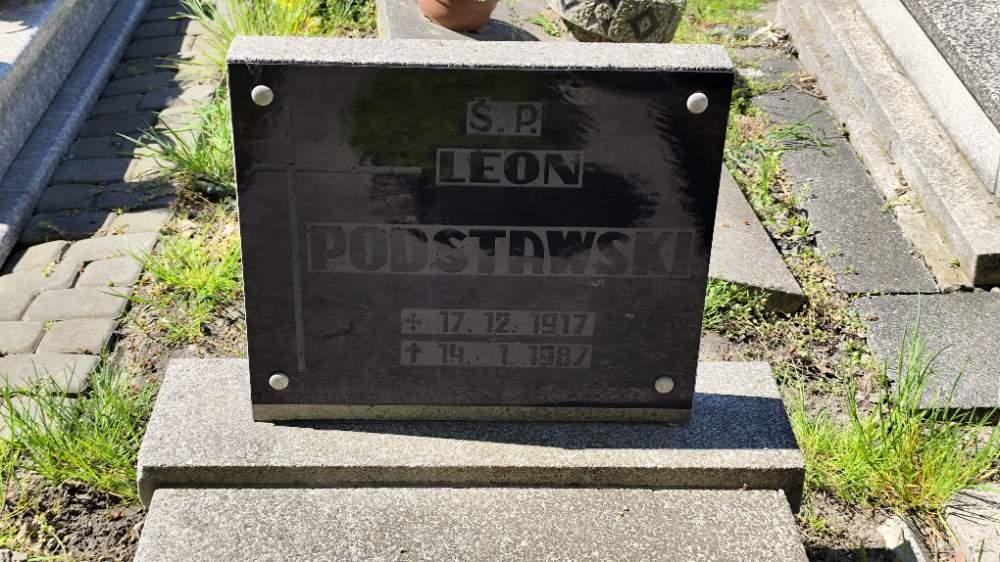 Ś.P.
LEON
PODSTAWSKI
✣ 17.12.1917
✝ 14. 1. 1987